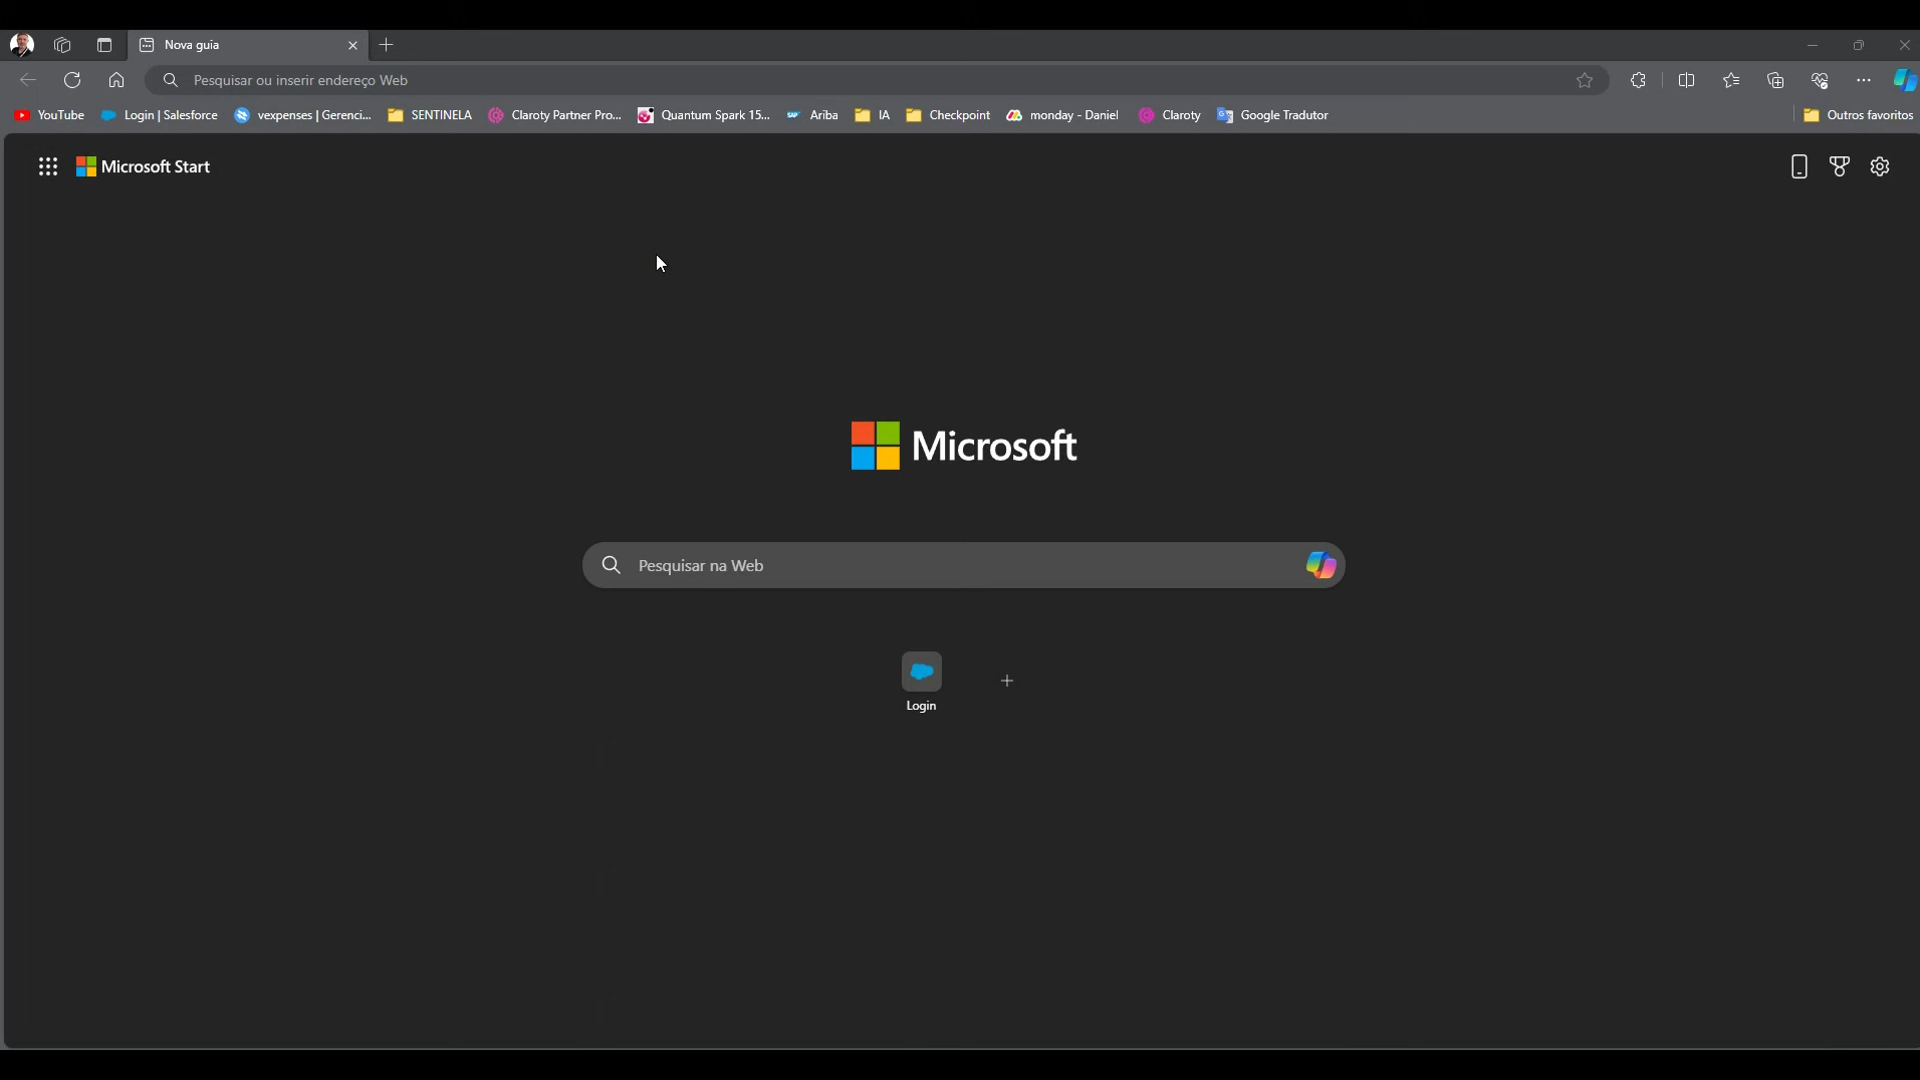 Nova guia
Pesquisar ou inserir endereço Web
YouTube Login | Salesforce vexpenses | Gerenci... SENTINELA Claroty Partner Pro... Quantum Spark 15... Ariba IA Checkpoint monday - Daniel Claroty Google Tradutor Outros favoritos
Microsoft Start
Microsoft
Pesquisar na Web
Login